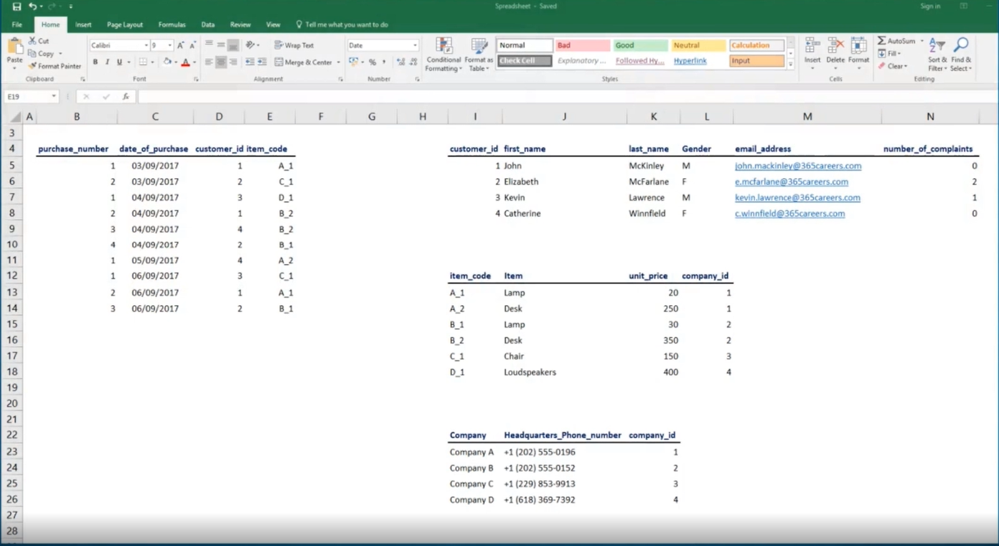 Spreadsheet - Saved
Sign in
File Home Insert Page Layout Formulas Data Review View Tell me what you want to do
Cut
Copy
Format Painter
Paste
Clipboard
Calibri 9
B I U
Font
Wrap Text
Merge & Center
Alignment
Date
%
Number
Conditional Formatting
Format as Table
Normal Bad Good Neutral Calculation
Check Cell Explanatory ... Followed Hy... Hyperlink Input
Styles
Insert Delete Format
Cells
AutoSum
Fill
Clear
Sort & Filter
Find & Select
Editing
E19 fx
A B C D E F G H I J K L M N
3
4 purchase_number date_of_purchase customer_id item_code customer_id first_name last_name Gender email_address number_of_complaints
5 1 03/09/2017 1 A_1 1 John McKinley M john.mackinley@365careers.com 0
6 2 03/09/2017 2 C_1 2 Elizabeth McFarlane F e.mcfarlane@365careers.com 2
7 1 04/09/2017 3 D_1 3 Kevin Lawrence M kevin.lawrence@365careers.com 1
8 2 04/09/2017 1 B_2 4 Catherine Winnfield F c.winnfield@365careers.com 0
9 3 04/09/2017 4 B_2
10 4 04/09/2017 2 B_1
11 1 05/09/2017 4 A_2
12 1 06/09/2017 3 C_1 item_code Item unit_price company_id
13 2 06/09/2017 1 A_1 A_1 Lamp 20 1
14 3 06/09/2017 2 B_1 A_2 Desk 250 1
15 B_1 Lamp 30 2
16 B_2 Desk 350 2
17 C_1 Chair 150 3
18 D_1 Loudspeakers 400 4
19
20
21
22 Company Headquarters_Phone_number company_id
23 Company A +1 (202) 555-0196 1
24 Company B +1 (202) 555-0152 2
25 Company C +1 (229) 853-9913 3
26 Company D +1 (618) 369-7392 4
27
28